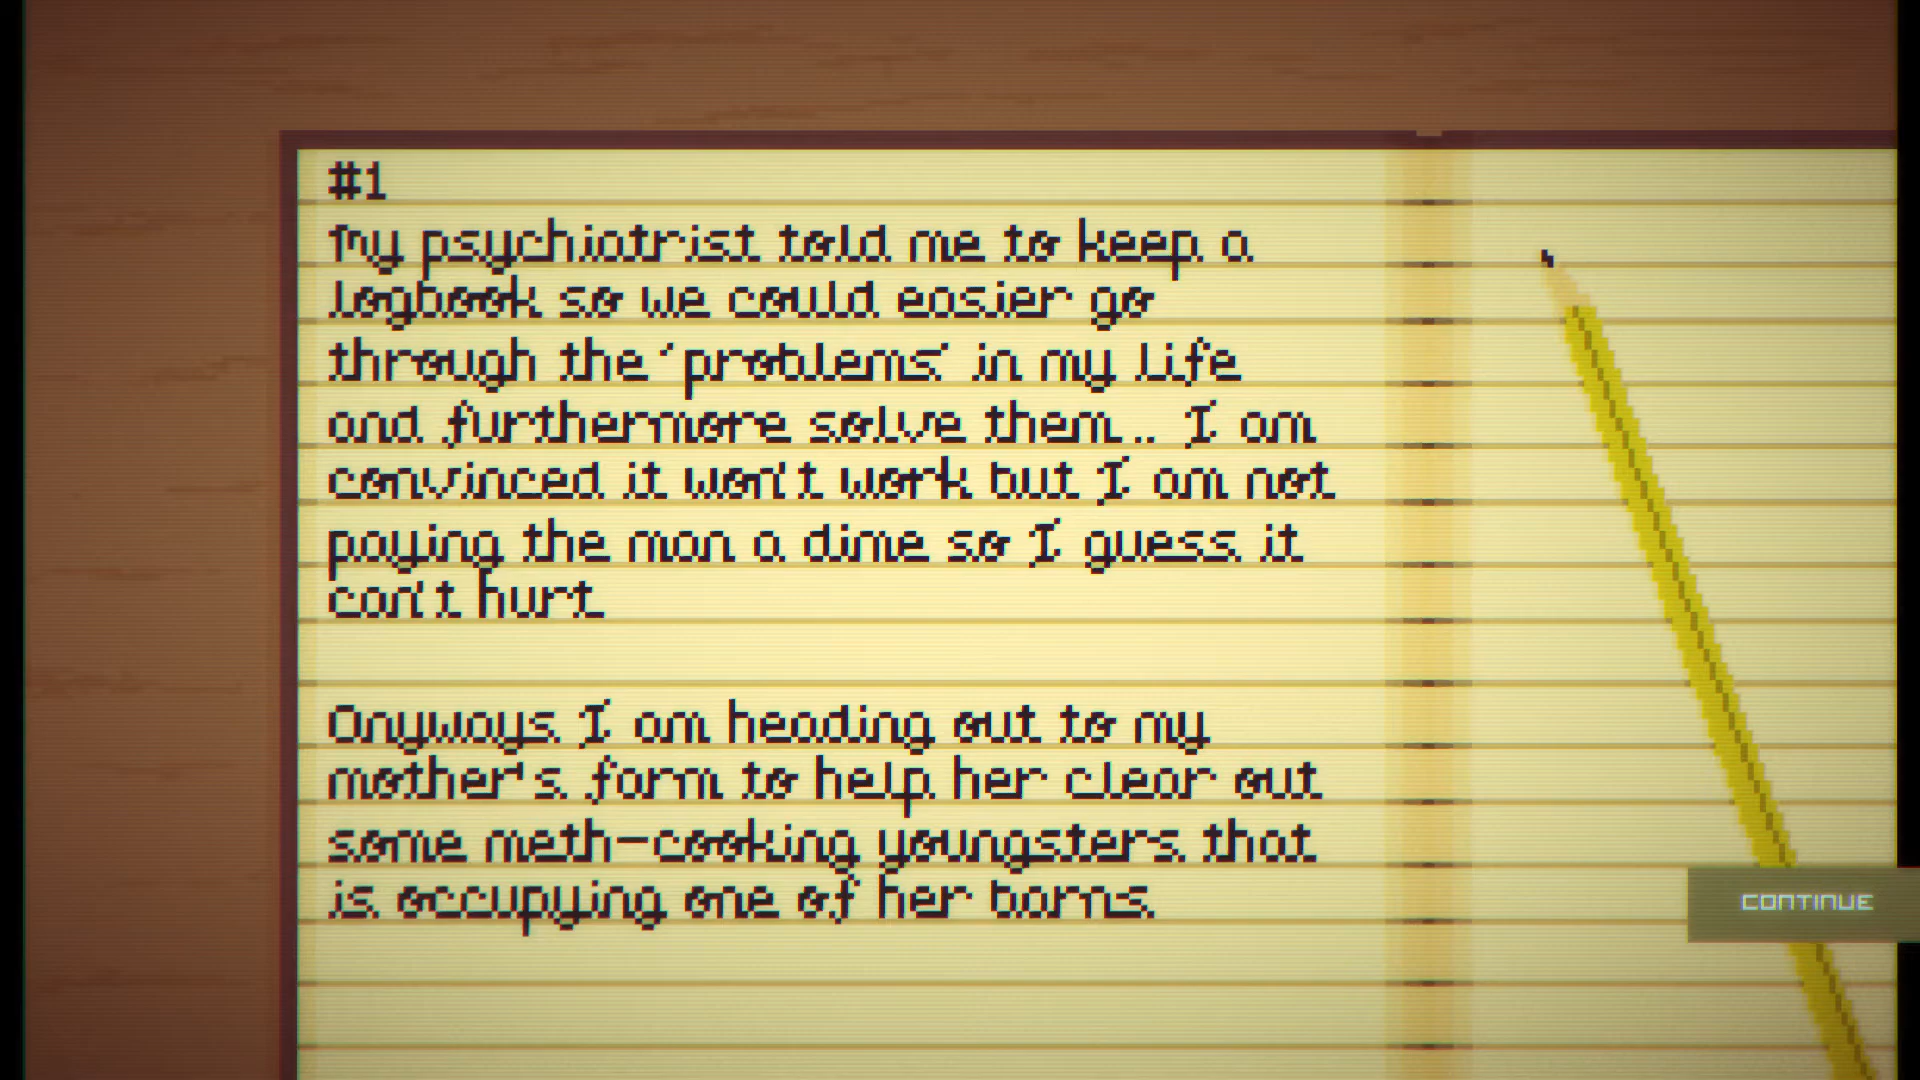 #1
My psychiatrist told me to keep a
logbook so we could easier go
through the 'problems' in my life
and furthermore solve them.. I am
convinced it won't work but I am not
paying the man a dime so I guess it
can't hurt
Anyways I am heading out to my
mother's farm to help her clear out
some meth-cooking youngsters that
is occupying one of her barns.
CONTINUE